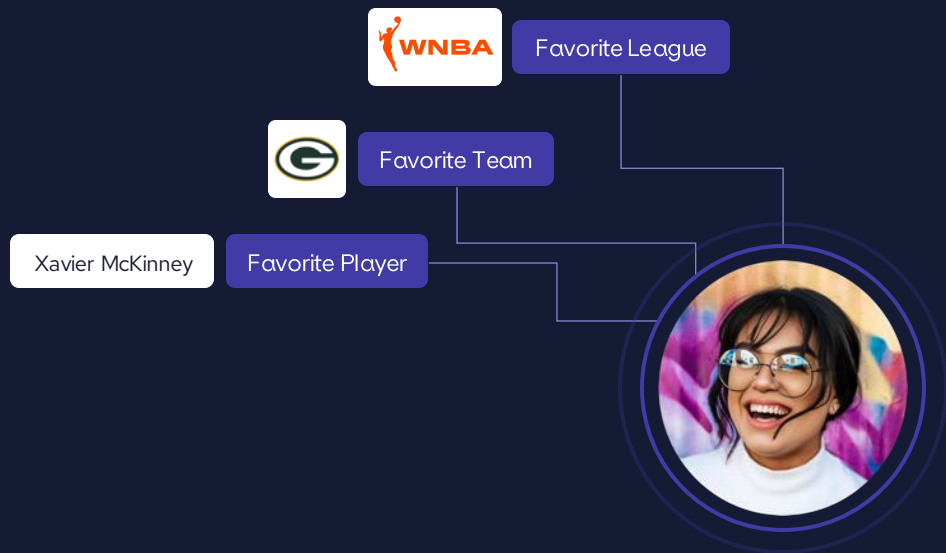 WNBA
Favorite League
G
Favorite Team
Xavier McKinney
Favorite Player